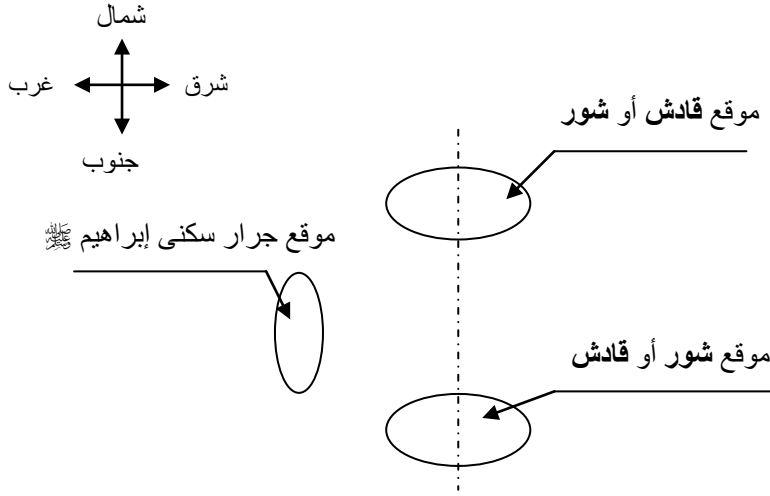 شمال
غرب
شرق
جنوب
موقع قادش أو شور
موقع جرار سكنى إبراهيم ﷺ
موقع شور أو قادش